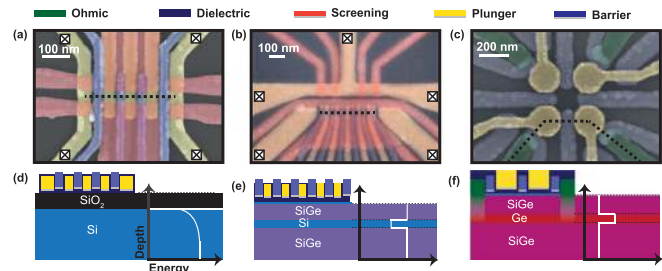 Ohmic Dielectric Screening Plunger Barrier
(a) (b) (c)
100 nm 100 nm 200 nm
(d) (e) (f)
SiO2
Si
Depth
Energy
SiGe
Si
SiGe
SiGe
Ge
SiGe